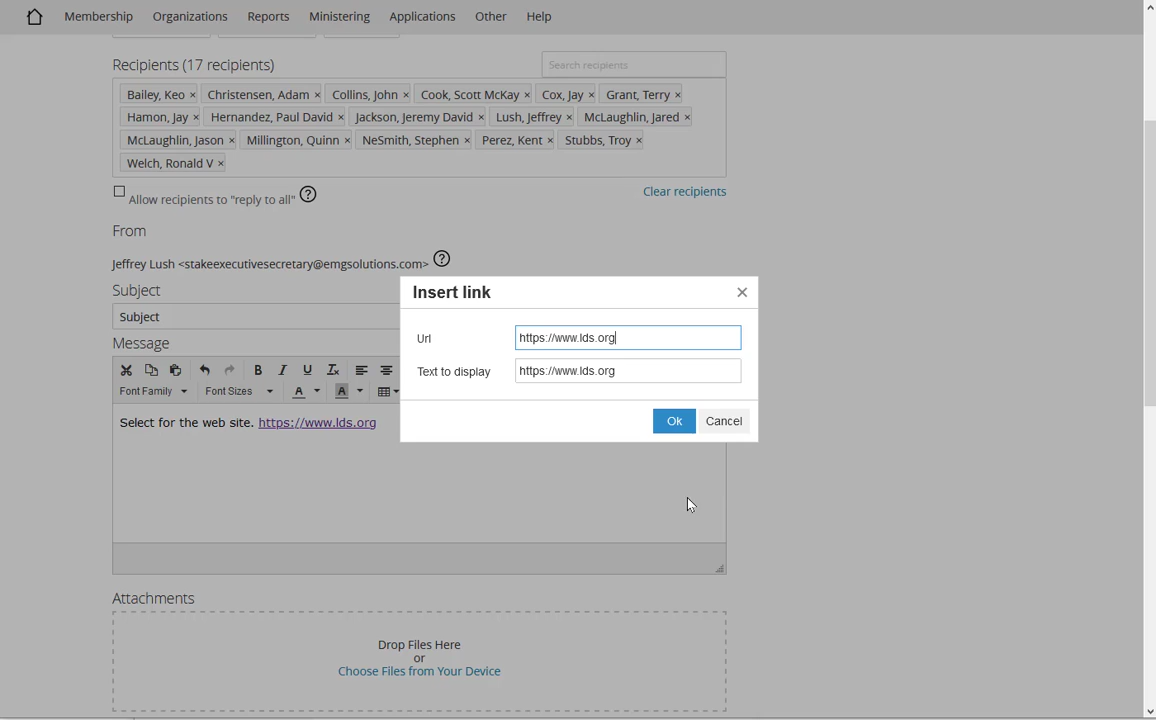 Membership Organizations Reports Ministering Applications Other Help
Recipients (17 recipients)
Search recipients
Bailey, Keo × Christensen, Adam × Collins, John × Cook, Scott McKay × Cox, Jay × Grant, Terry ×
Hamon, Jay × Hernandez, Paul David × Jackson, Jeremy David × Lush, Jeffrey × McLaughlin, Jared ×
McLaughlin, Jason × Millington, Quinn × NeSmith, Stephen × Perez, Kent × Stubbs, Troy ×
Welch, Ronald V ×
Allow recipients to "reply to all" ?
Clear recipients
From
Jeffrey Lush <stakeexecutivesecretary@emgsolutions.com> ?
Subject
Subject
Message
B I U
Font Family Font Sizes A A
Select for the web site. https://www.lds.org
Insert link ×
Url https://www.lds.org
Text to display https://www.lds.org
Ok Cancel
Attachments
Drop Files Here
or
Choose Files from Your Device